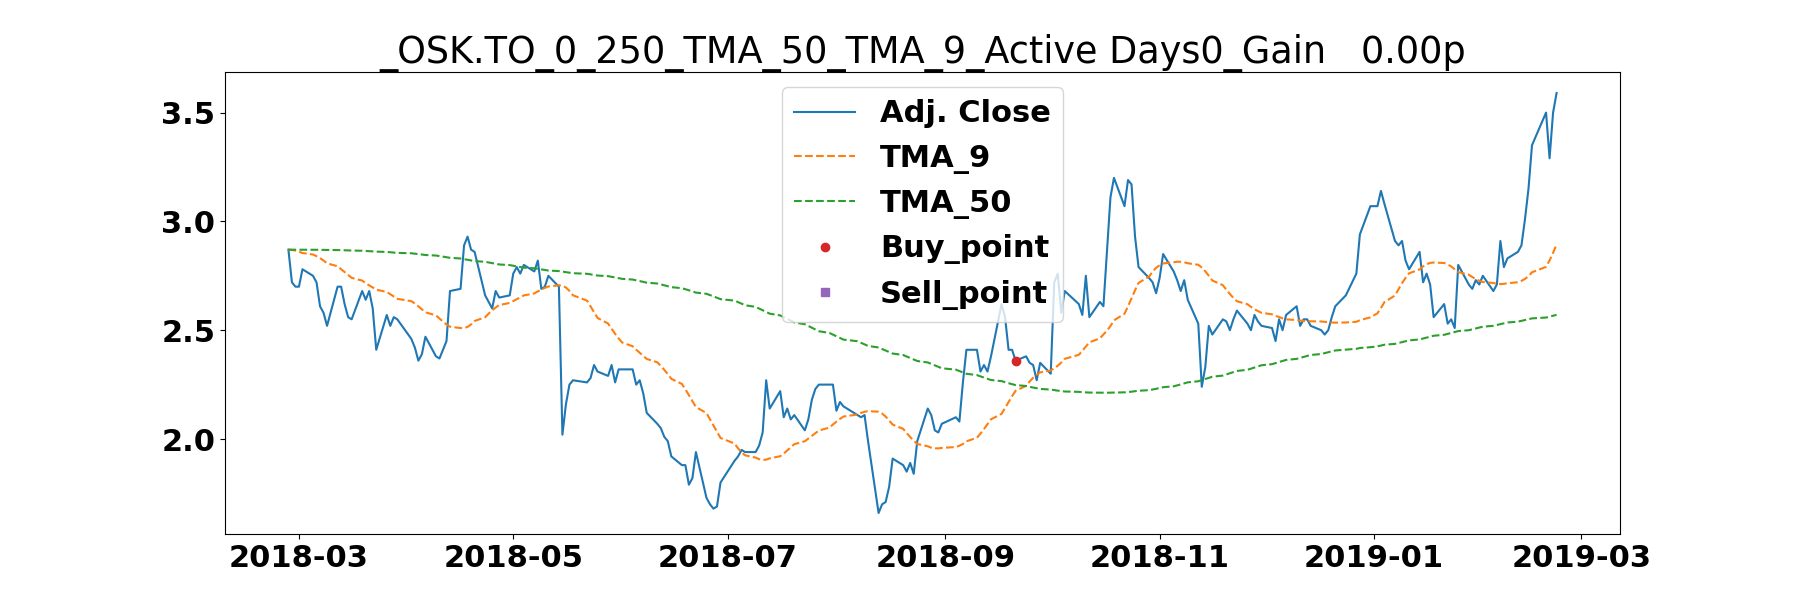 _OSK.TO_0_250_TMA_50_TMA_9_Active Days0_Gain   0.00p
3.5
3.0
2.5
2.0
Adj. Close
TMA_9
TMA_50
Buy_point
Sell_point
2018-03 2018-05 2018-07 2018-09 2018-11 2019-01 2019-03